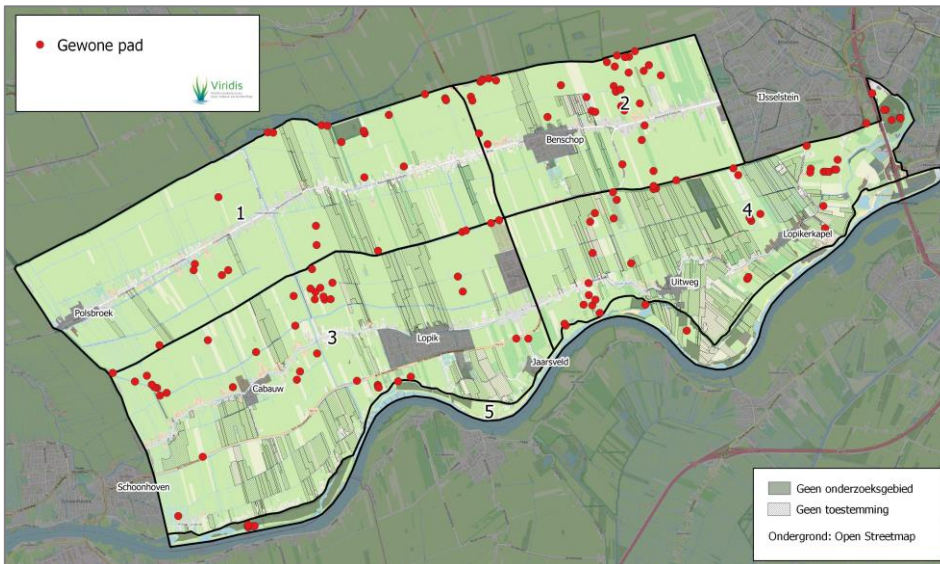 Gewone pad
Viridis
IJsselstein
2
Benschop
1
4
Lopikerkapel
Polsbroek
Uitweg
3
Lopik
Jaarsveld
Cabauw
5
Schoonhoven
Geen onderzoeksgebied
Geen toestemming
Ondergrond: Open Streetmap